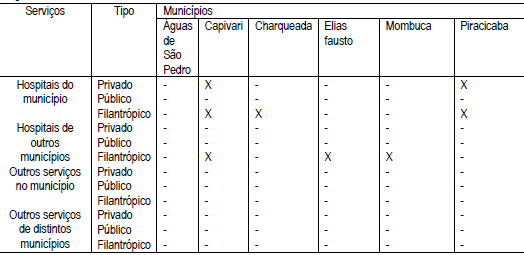 Serviços Tipo Municípios
Águas de São Pedro Capivari Charqueada Elias fausto Mombuca Piracicaba
Hospitais do município Privado - X - - - X
Público - - - - - -
Filantrópico - X X - - X
Hospitais de outros municípios Privado - - - - - -
Público - - - - - -
Filantrópico - X - X X -
Outros serviços no município Privado - - - - - -
Público - - - - - -
Filantrópico - - - - - -
Outros serviços de distintos municípios Privado - - - - - -
Público - - - - - -
Filantrópico - - - - - -